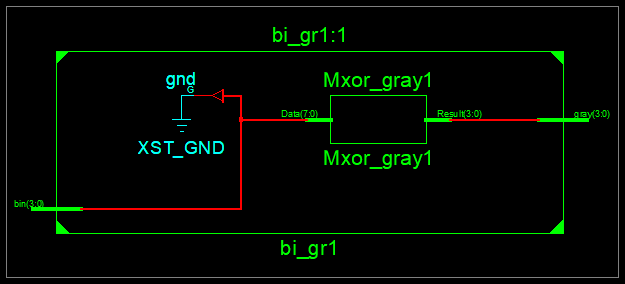 bi_gr1:1
gnd
G
XST_GND
Mxor_gray1
Data(7:0)
Result(3:0)
gray(3:0)
Mxor_gray1
bin(3:0)
bi_gr1